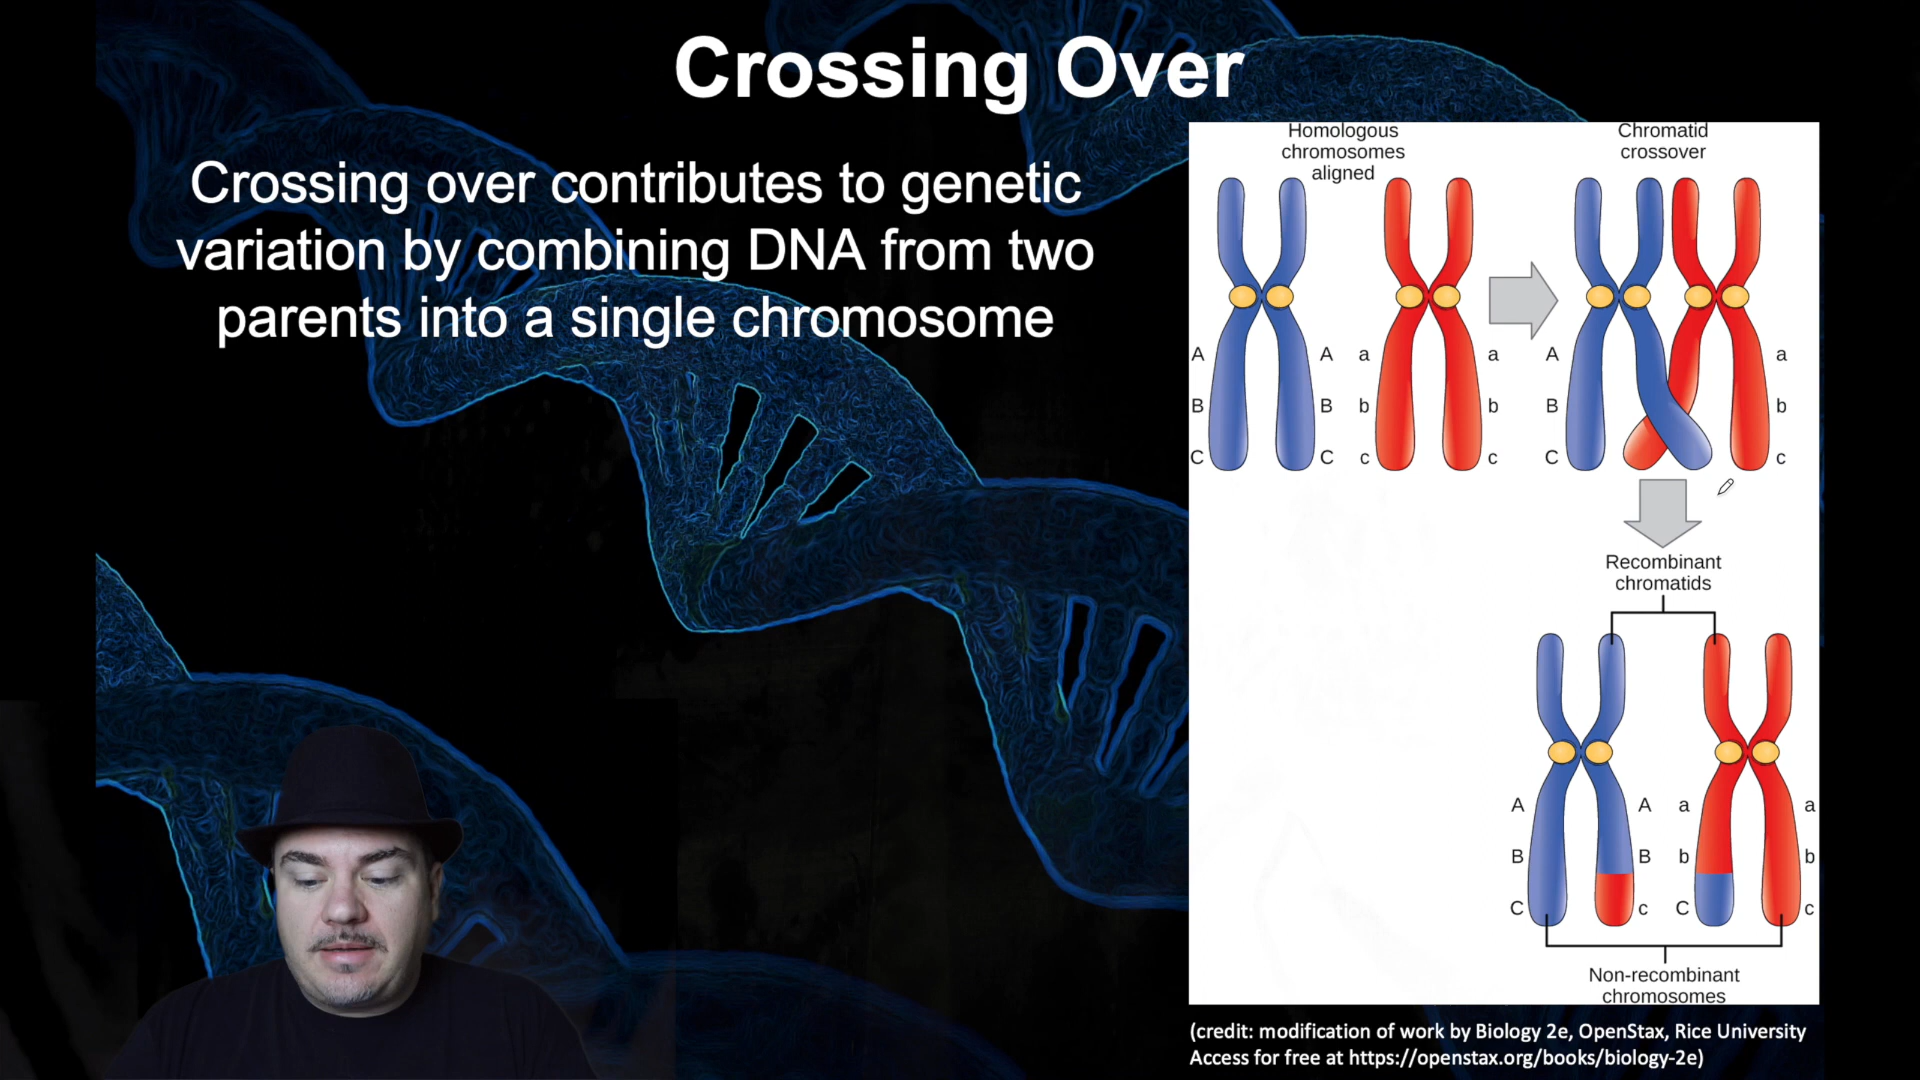 Crossing Over
Crossing over contributes to genetic
variation by combining DNA from two
parents into a single chromosome
Homologous
chromosomes
aligned
Chromatid
crossover
A A a a A a
B B b b B b
C C c c C c
Recombinant
chromatids
A A a a
B B b b
C c C c
Non-recombinant
chromosomes
(credit: modification of work by Biology 2e, OpenStax, Rice University
Access for free at https://openstax.org/books/biology-2e)